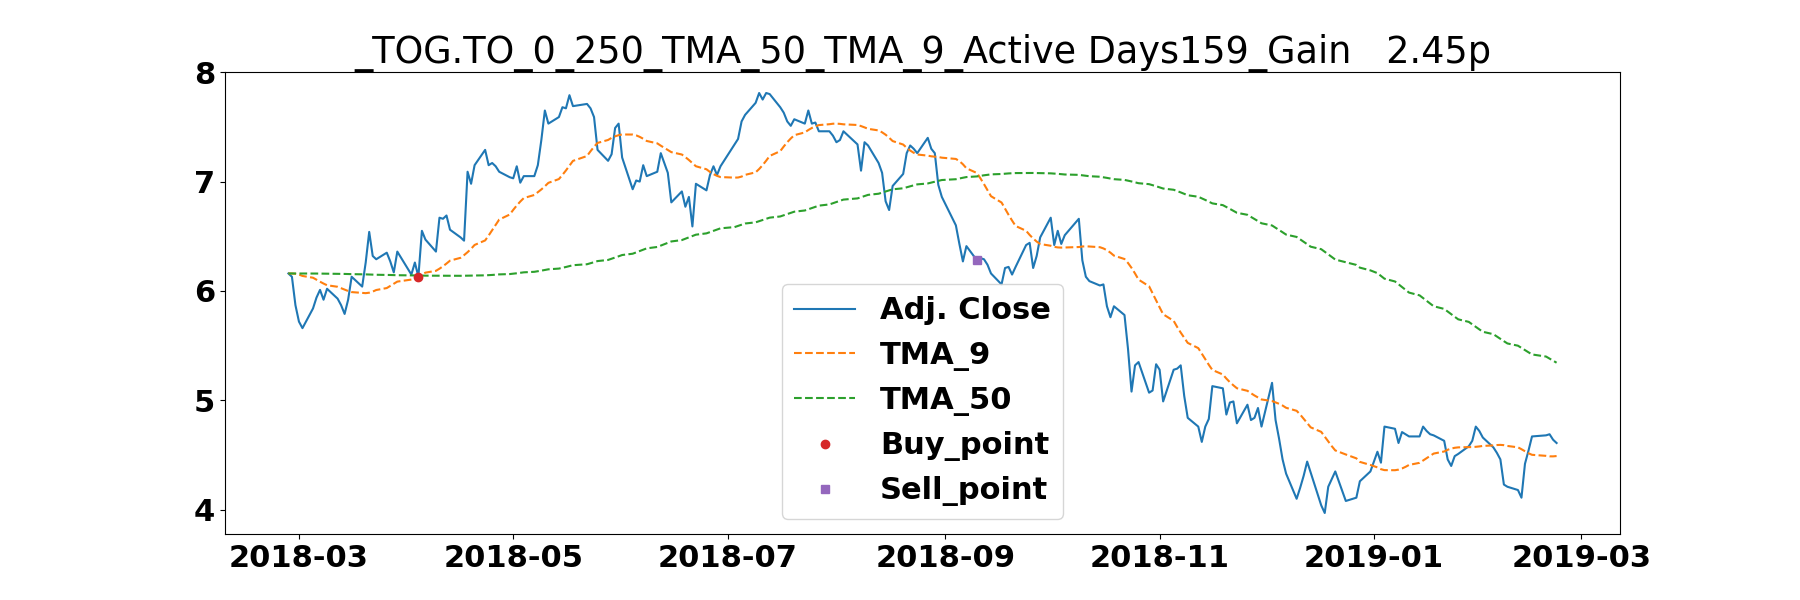 _TOG.TO_0_250_TMA_50_TMA_9_Active Days159_Gain   2.45p
8
7
6
5
4
Adj. Close
TMA_9
TMA_50
Buy_point
Sell_point
2018-03 2018-05 2018-07 2018-09 2018-11 2019-01 2019-03